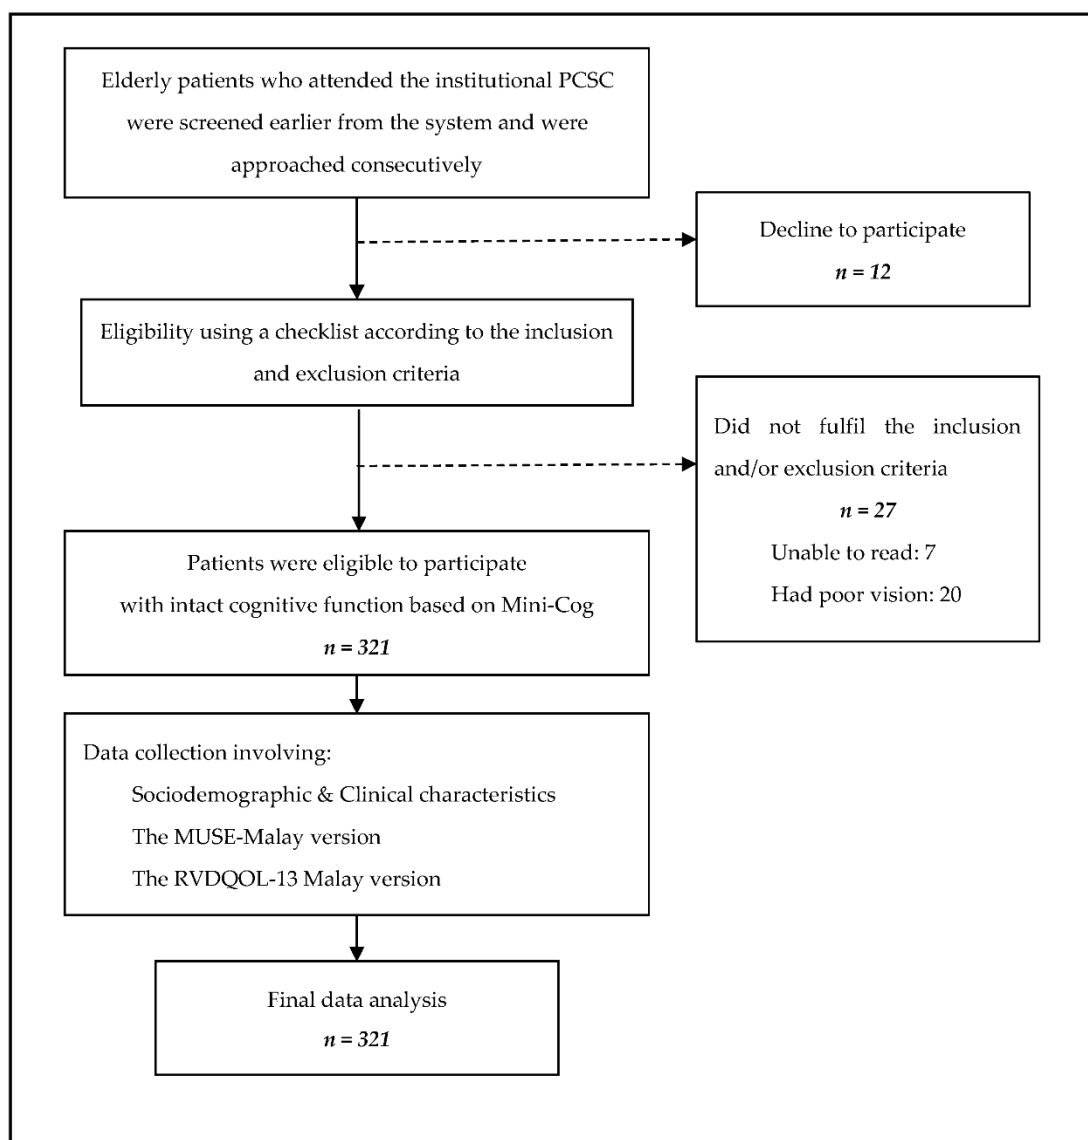 Elderly patients who attended the institutional PCSC
were screened earlier from the system and were
approached consecutively
Decline to participate
n = 12
Eligibility using a checklist according to the inclusion
and exclusion criteria
Did not fulfil the inclusion
and/or exclusion criteria
n = 27
Unable to read: 7
Had poor vision: 20
Patients were eligible to participate
with intact cognitive function based on Mini-Cog
n = 321
Data collection involving:
Sociodemographic & Clinical characteristics
The MUSE-Malay version
The RVDQOL-13 Malay version
Final data analysis
n = 321